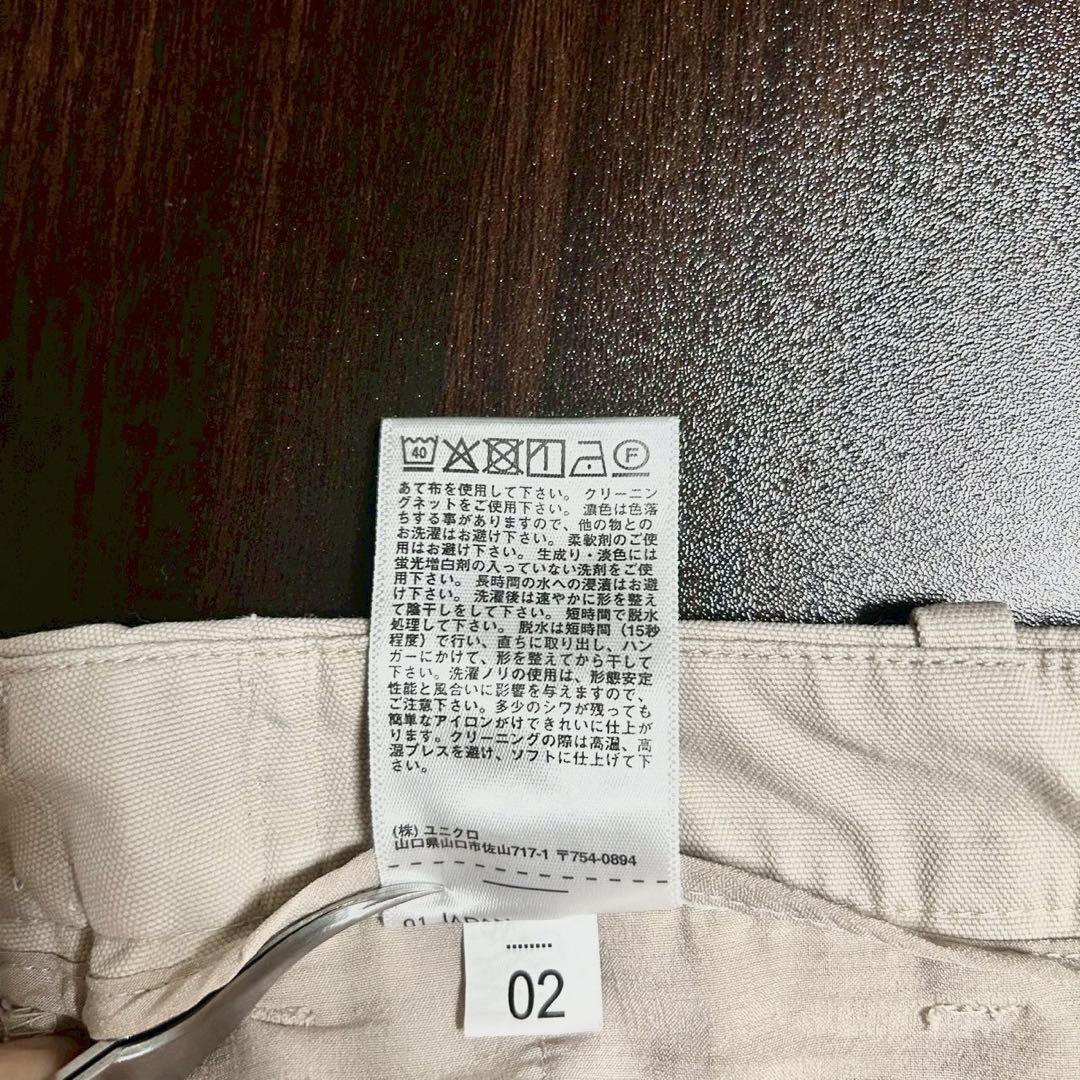 40 F
あて布を使用して下さい。 クリーニン
グネットをご使用下さい。 濃色は色落
ちする事がありますので、他の物との
お洗濯はお避け下さい。 柔軟剤のご使
用はお避け下さい。 生成り・淡色には
蛍光増白剤の入っていない洗剤をご使
用下さい。 長時間の水への浸漬はお避
け下さい。 洗濯後は速やかに形を整え
て陰干しをして下さい。 短時間で脱水
処理して下さい。 脱水は短時間（15秒
程度）で行い、直ちに取り出し、ハン
ガーにかけて、形を整えてから干して
下さい。洗濯ノリの使用は、形態安定
性能と風合いに影響を与えますので、
ご注意下さい。多少のシワが残っても
簡単なアイロンがけできれいに仕上が
ります。クリーニングの際は高温、高
湿プレスを避け、ソフトに仕上げて下
さい。
(株) ユニクロ
山口県山口市佐山717-1 〒754-0894
01 JAPAN
02